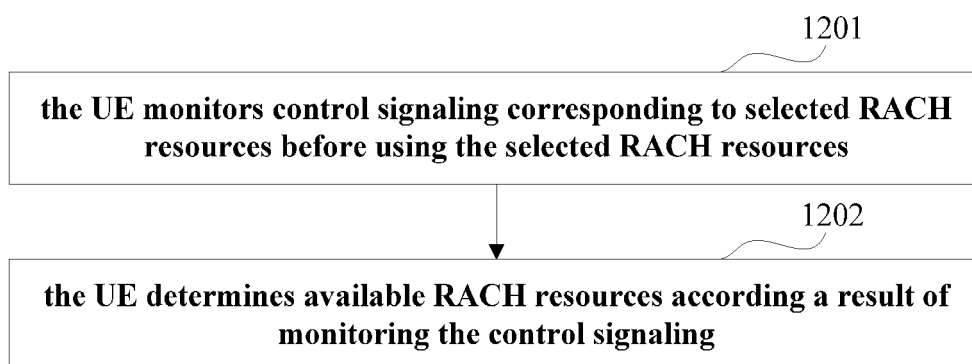 1201
the UE monitors control signaling corresponding to selected RACH
resources before using the selected RACH resources
1202
the UE determines available RACH resources according a result of
monitoring the control signaling